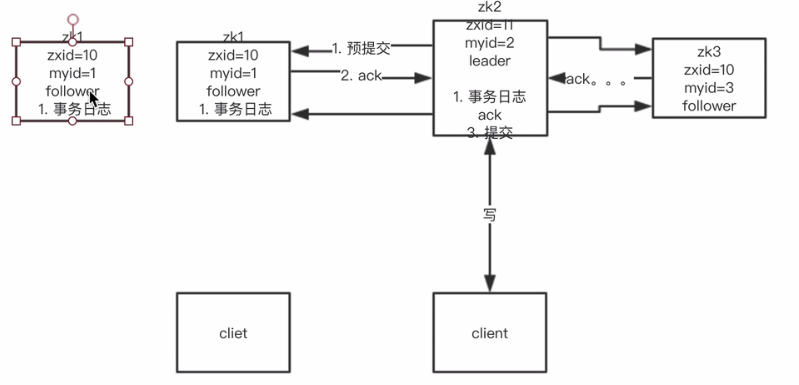 zk1
zxid=10
myid=1
follower
1. 事务日志
zk1
zxid=10
myid=1
follower
1. 事务日志
1. 预提交
2. ack
zk2
zxid=11
myid=2
leader
1. 事务日志
ack
3. 提交
ack。。。
zk3
zxid=10
myid=3
follower
写
cliet
client